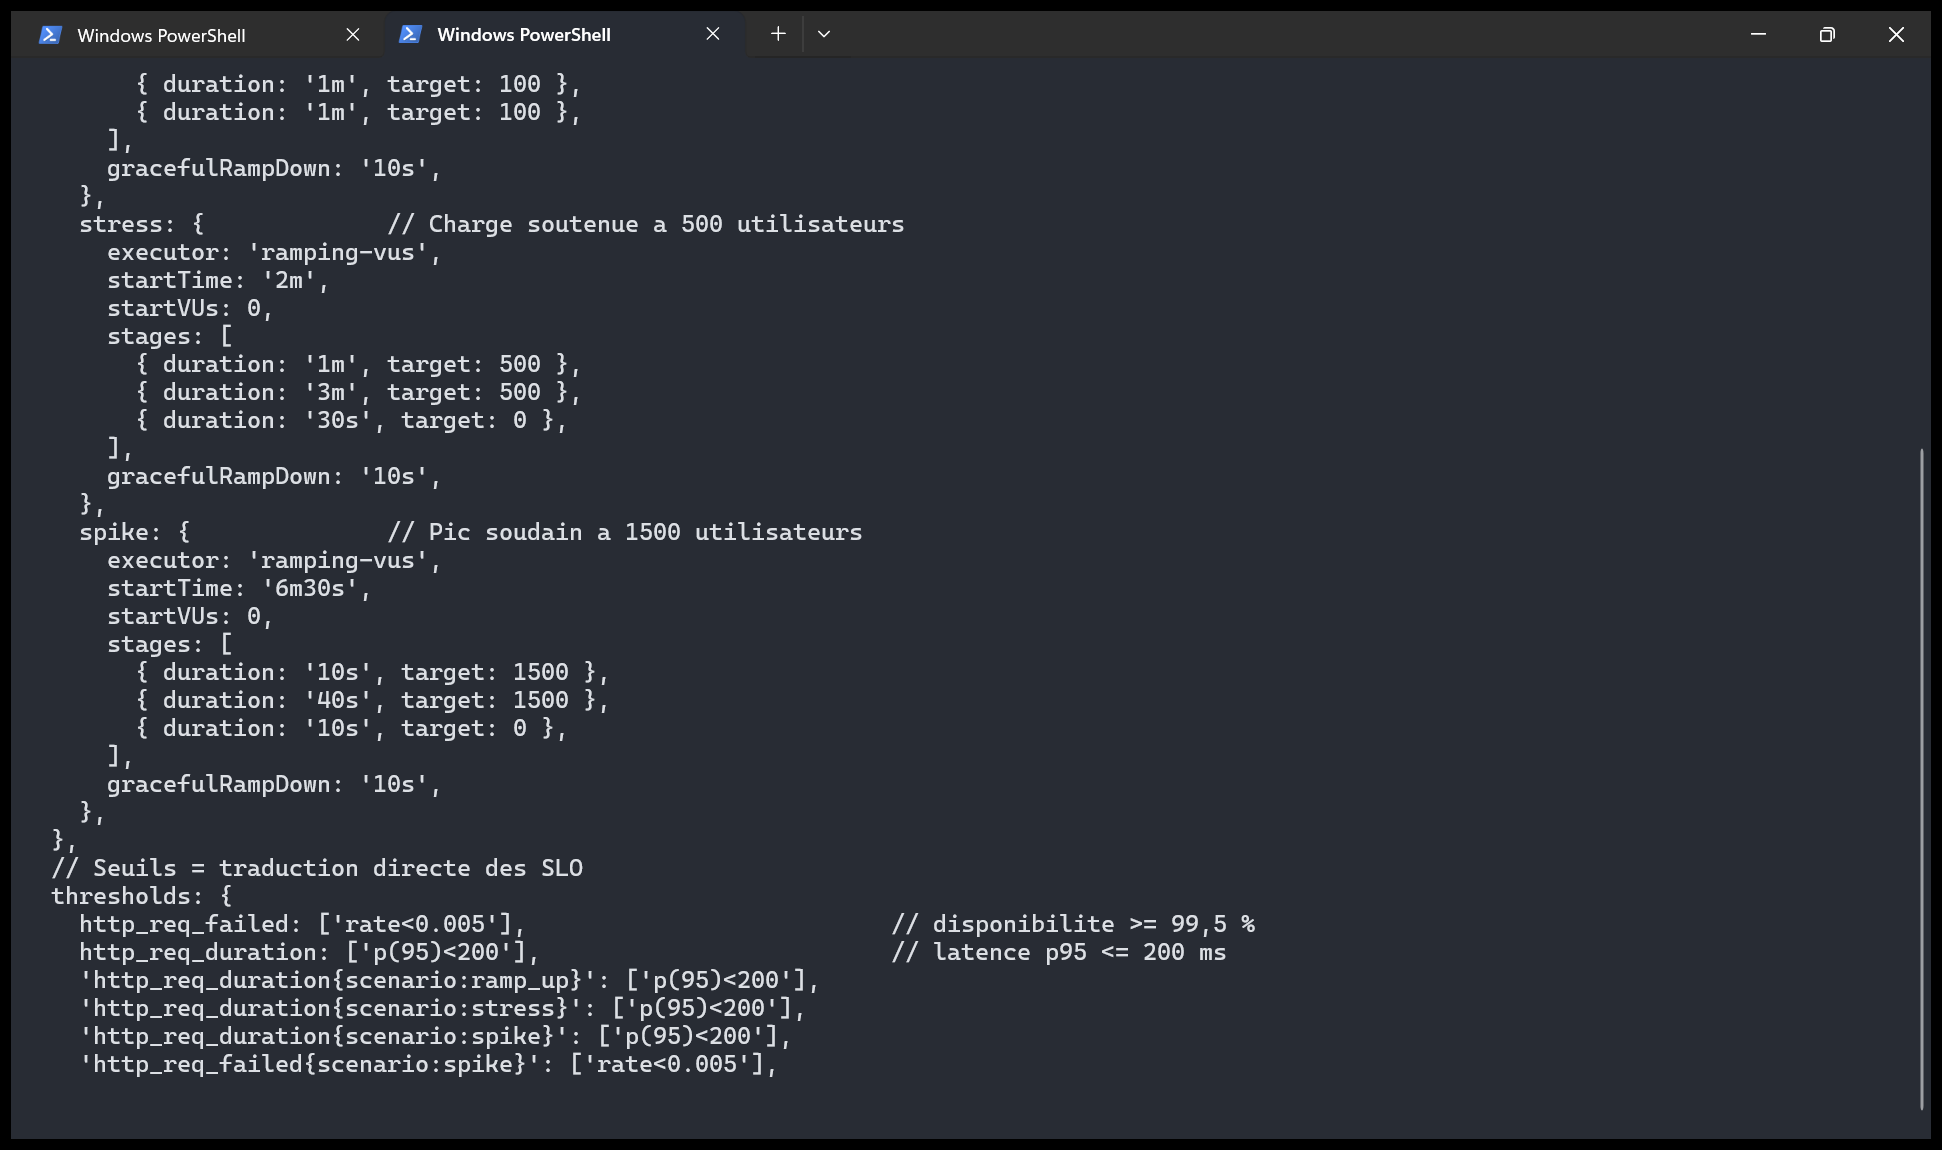 Windows PowerShell
Windows PowerShell
{ duration: '1m', target: 100 },
{ duration: '1m', target: 100 },
],
gracefulRampDown: '10s',
},
stress: {             // Charge soutenue a 500 utilisateurs
executor: 'ramping-vus',
startTime: '2m',
startVUs: 0,
stages: [
{ duration: '1m', target: 500 },
{ duration: '3m', target: 500 },
{ duration: '30s', target: 0 },
],
gracefulRampDown: '10s',
},
spike: {              // Pic soudain a 1500 utilisateurs
executor: 'ramping-vus',
startTime: '6m30s',
startVUs: 0,
stages: [
{ duration: '10s', target: 1500 },
{ duration: '40s', target: 1500 },
{ duration: '10s', target: 0 },
],
gracefulRampDown: '10s',
},
},
// Seuils = traduction directe des SLO
thresholds: {
http_req_failed: ['rate<0.005'],                          // disponibilite >= 99,5 %
http_req_duration: ['p(95)<200'],                         // latence p95 <= 200 ms
'http_req_duration{scenario:ramp_up}': ['p(95)<200'],
'http_req_duration{scenario:stress}': ['p(95)<200'],
'http_req_duration{scenario:spike}': ['p(95)<200'],
'http_req_failed{scenario:spike}': ['rate<0.005'],